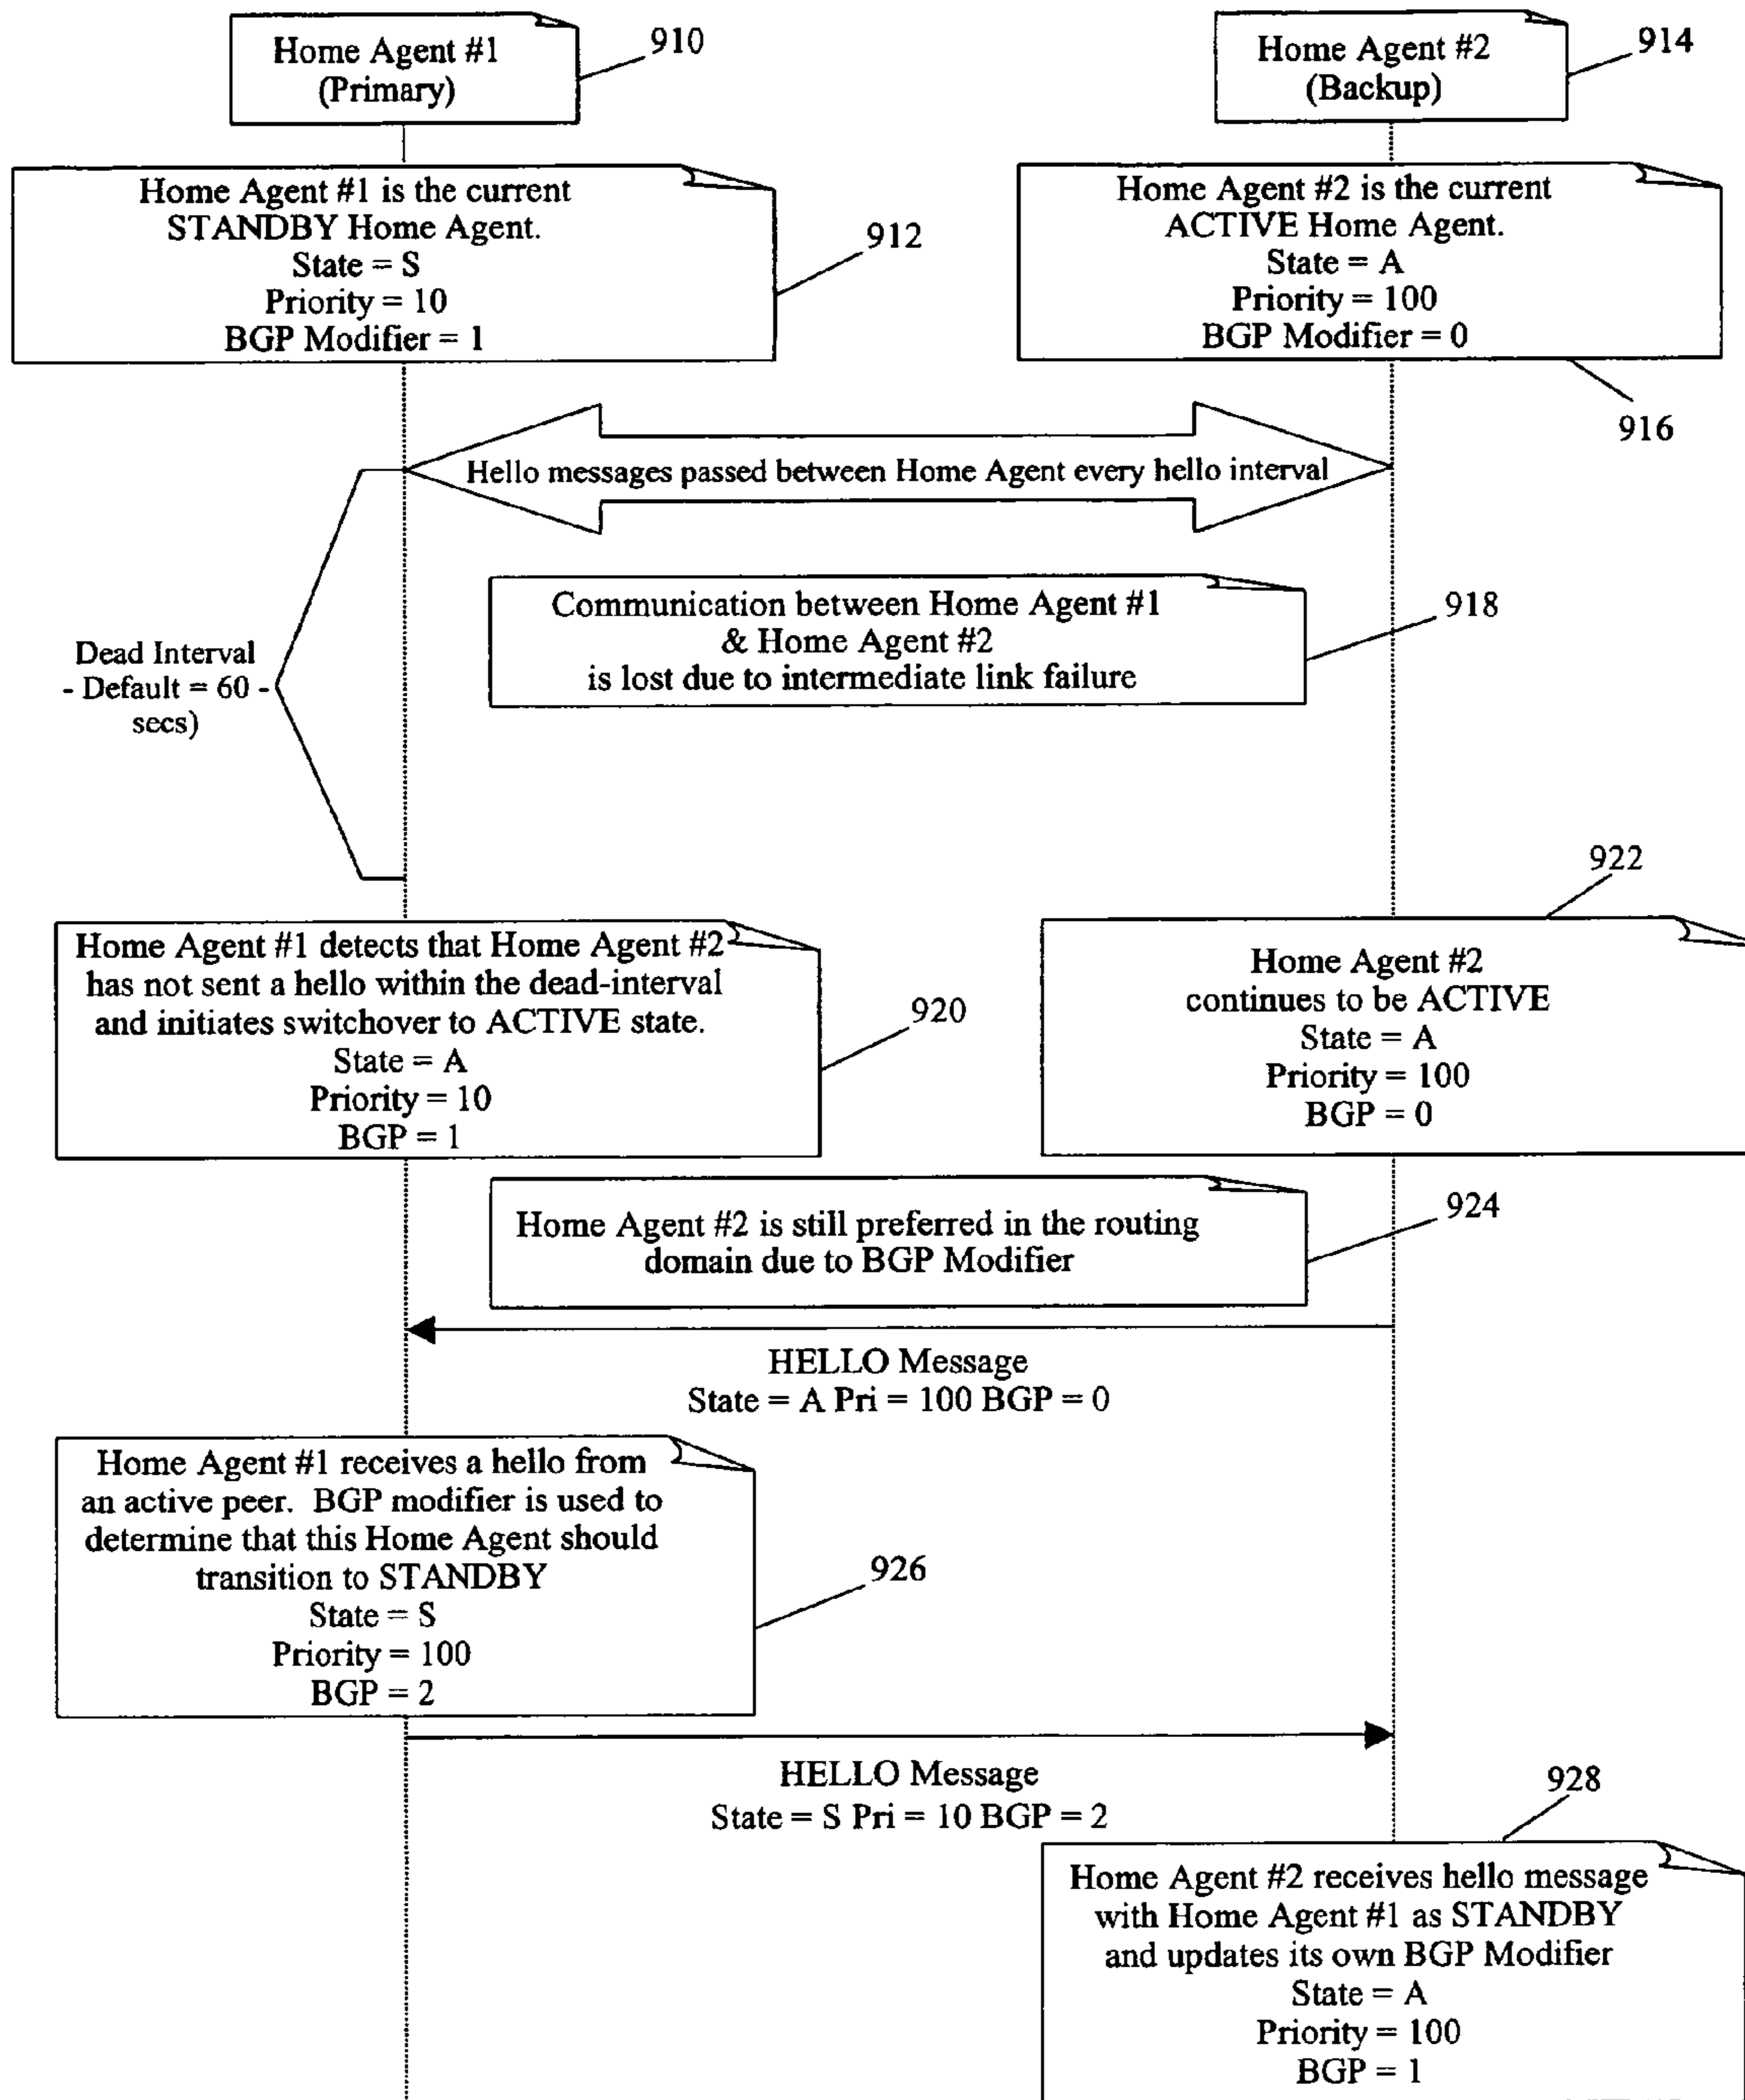 Home Agent #1
(Primary)
910
Home Agent #2
(Backup)
914
Home Agent #1 is the current
STANDBY Home Agent.
State = S
Priority = 10
BGP Modifier = 1
912
Home Agent #2 is the current
ACTIVE Home Agent.
State = A
Priority = 100
BGP Modifier = 0
916
Hello messages passed between Home Agent every hello interval
Communication between Home Agent #1
& Home Agent #2
is lost due to intermediate link failure
918
Dead Interval
- Default = 60 -
secs)
922
Home Agent #1 detects that Home Agent #2
has not sent a hello within the dead-interval
and initiates switchover to ACTIVE state.
State = A
Priority = 10
BGP = 1
920
Home Agent #2
continues to be ACTIVE
State = A
Priority = 100
BGP = 0
Home Agent #2 is still preferred in the routing
domain due to BGP Modifier
924
HELLO Message
State = A Pri = 100 BGP = 0
Home Agent #1 receives a hello from
an active peer. BGP modifier is used to
determine that this Home Agent should
transition to STANDBY
State = S
Priority = 100
BGP = 2
926
HELLO Message
State = S Pri = 10 BGP = 2
928
Home Agent #2 receives hello message
with Home Agent #1 as STANDBY
and updates its own BGP Modifier
State = A
Priority = 100
BGP = 1